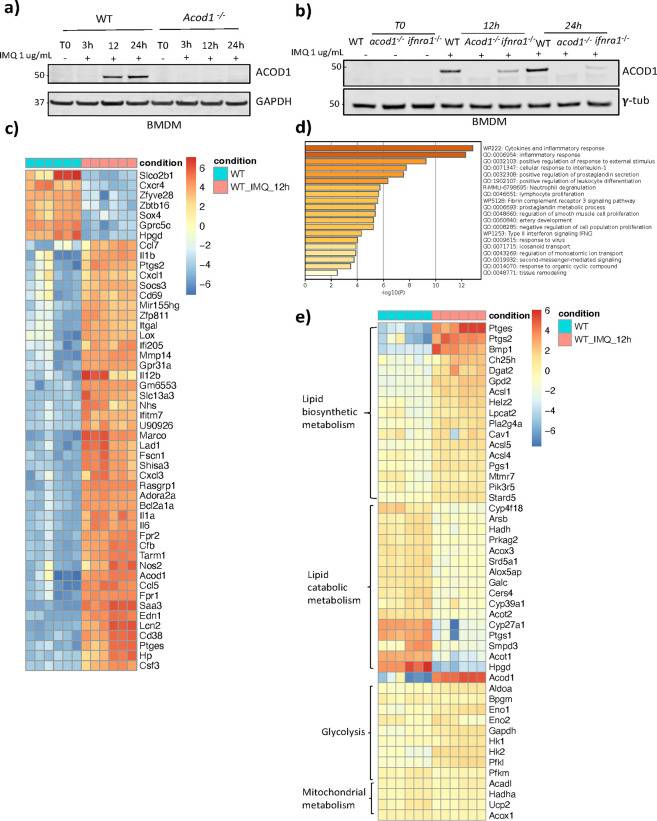 a)
WT
Acod1 -/-
T0 3h 12 24h T0 3h 12h 24h
IMQ 1 ug/mL - + + + - + + +
50
ACOD1
37
GAPDH
BMDM
b)
T0 12h 24h
WT acod1-/- ifnra1-/- WT Acod1-/- ifnra1-/- WT acod1-/- ifnra1-/-
IMQ 1 ug/mL - - - + + + + + +
50
ACOD1
50
γ-tub
BMDM
c)
condition
Slco2b1
Cxcr4
Zfyve28
Zbtb16
Sox4
Gprc5c
Hpgd
Ccl7
Il1b
Ptgs2
Cxcl1
Socs3
Cd69
Mir155hg
Zfp811
Itgal
Lox
Ifi205
Mmp14
Gpr31a
Il12b
Gm6553
Slc13a3
Nhs
Ifitm7
U90926
Marco
Lad1
Fscn1
Shisa3
Cxcl3
Rasgrp1
Adora2a
Bcl2a1a
Il1a
Il6
Fpr2
Cfb
Tarm1
Nos2
Acod1
Ccl5
Fpr1
Saa3
Edn1
Lcn2
Cd38
Ptges
Hp
Csf3
6
4
2
0
-2
-4
-6
condition
WT
WT_IMQ_12h
d)
WP222: Cytokines and inflammatory response
GO:0006954: inflammatory response
GO:0032103: positive regulation of response to external stimulus
GO:0071347: cellular response to interleukin-1
GO:0032308: positive regulation of prostaglandin secretion
GO:1902107: positive regulation of leukocyte differentiation
R-MMU-6798695: Neutrophil degranulation
GO:0046651: lymphocyte proliferation
WP5128: Fibrin complement receptor 3 signaling pathway
GO:0006693: prostaglandin metabolic process
GO:0048660: regulation of smooth muscle cell proliferation
GO:0060840: artery development
GO:0008285: negative regulation of cell population proliferation
WP1253: Type II interferon signaling IFNG
GO:0009615: response to virus
GO:0071715: icosanoid transport
GO:0043269: regulation of monoatomic ion transport
GO:0019932: second-messenger-mediated signaling
GO:0014070: response to organic cyclic compound
GO:0048771: tissue remodeling
0 2 4 6 8 10 12
-log10(P)
e)
condition
Lipid
biosynthetic
metabolism
Ptges
Ptgs2
Bmp1
Ch25h
Dgat2
Gpd2
Acsl1
Helz2
Lpcat2
Pla2g4a
Cav1
Acsl5
Acsl4
Pgs1
Mtmr7
Pik3r5
Stard5
Lipid
catabolic
metabolism
Cyp4f18
Arsb
Hadh
Prkag2
Acox3
Srd5a1
Alox5ap
Galc
Cers4
Cyp39a1
Acot2
Cyp27a1
Ptgs1
Smpd3
Acot1
Hpgd
Acod1
Glycolysis
Aldoa
Bpgm
Eno1
Eno2
Gapdh
Hk1
Hk2
Pfkl
Pfkm
Mitochondrial
metabolism
Acadl
Hadha
Ucp2
Acox1
6
4
2
0
-2
-4
-6
condition
WT
WT_IMQ_12h